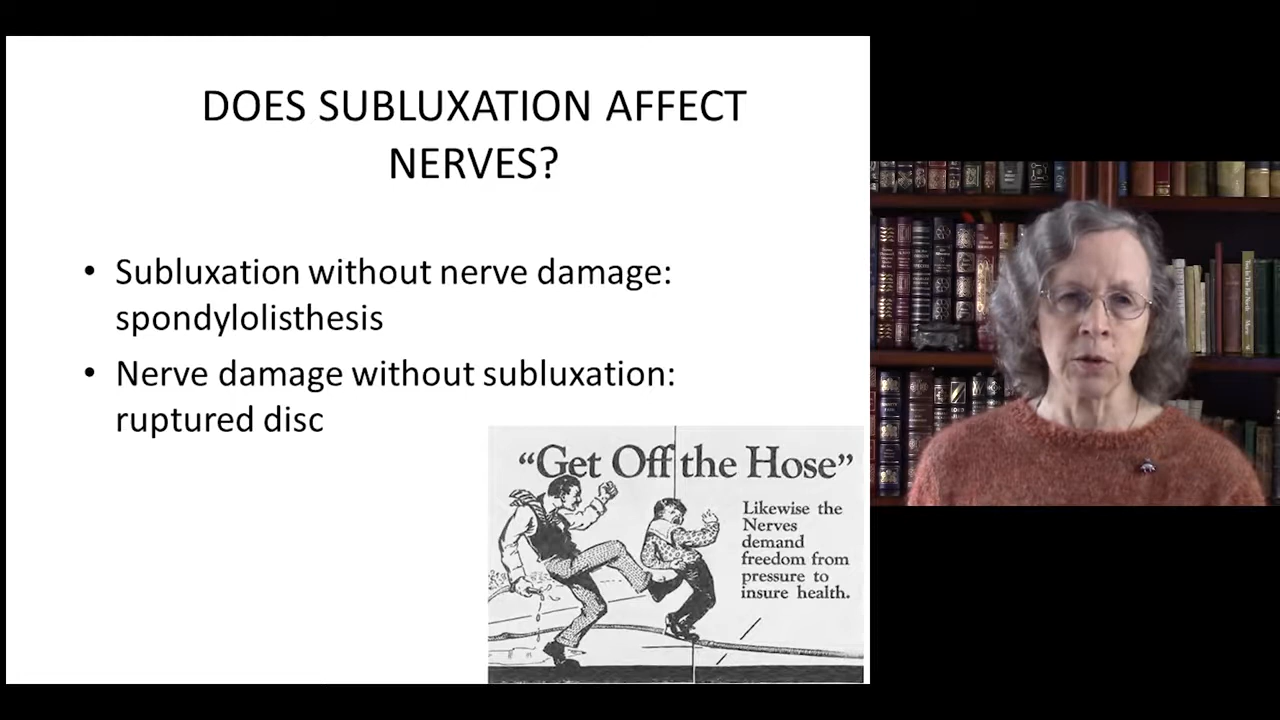 DOES SUBLUXATION AFFECT
NERVES?
• Subluxation without nerve damage:
spondylolisthesis
• Nerve damage without subluxation:
ruptured disc
“Get Off the Hose”
Likewise the
Nerves
demand
freedom from
pressure to
insure health.